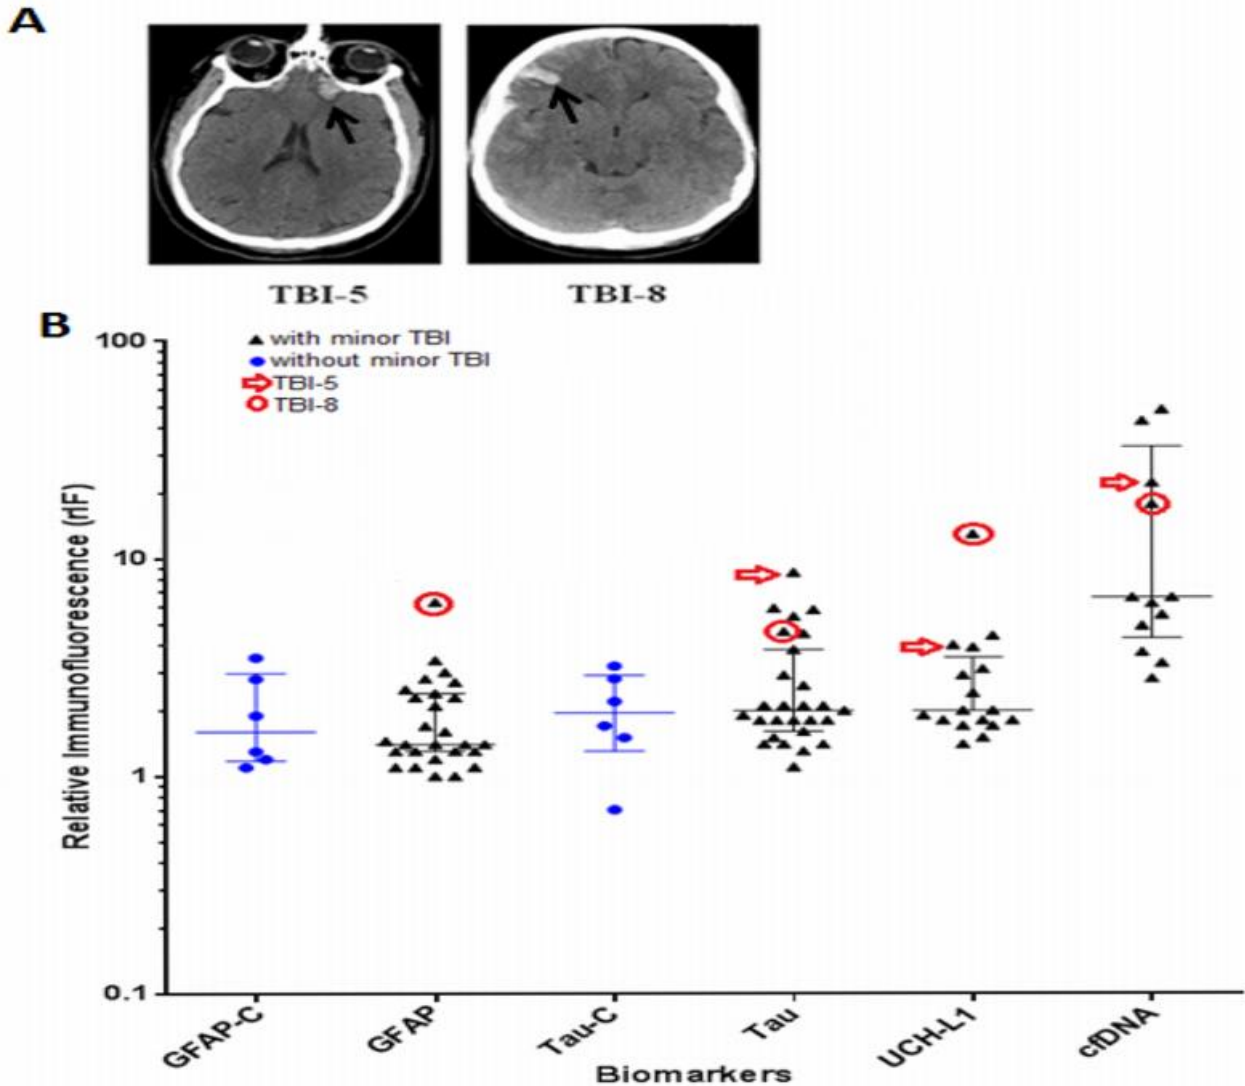 A
TBI-5
TBI-8
B
with minor TBI
without minor TBI
TBI-5
TBI-8
100
10
1
0.1
Relative Immunofluorescence (rIF)
GFAP-C
GFAP
Tau-C
Tau
UCH-L1
cfDNA
Biomarkers